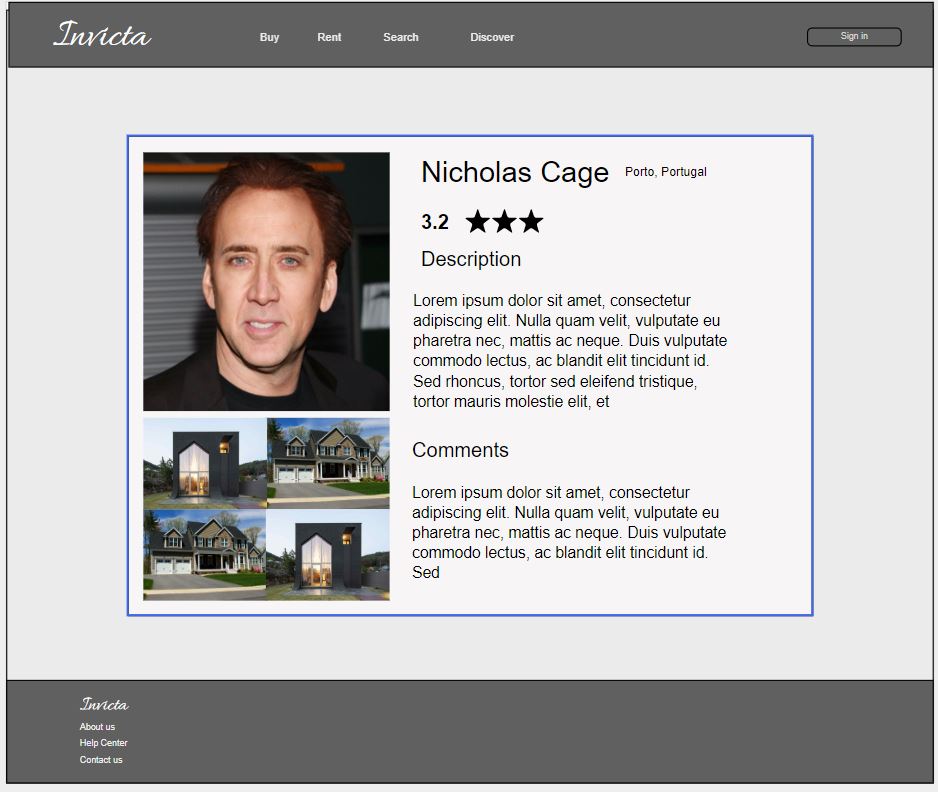 Invicta
Buy Rent Search Discover
Sign in
Nicholas Cage Porto, Portugal
3.2
Description
Lorem ipsum dolor sit amet, consectetur
adipiscing elit. Nulla quam velit, vulputate eu
pharetra nec, mattis ac neque. Duis vulputate
commodo lectus, ac blandit elit tincidunt id.
Sed rhoncus, tortor sed eleifend tristique,
tortor mauris molestie elit, et
Comments
Lorem ipsum dolor sit amet, consectetur
adipiscing elit. Nulla quam velit, vulputate eu
pharetra nec, mattis ac neque. Duis vulputate
commodo lectus, ac blandit elit tincidunt id.
Sed
Invicta
About us
Help Center
Contact us